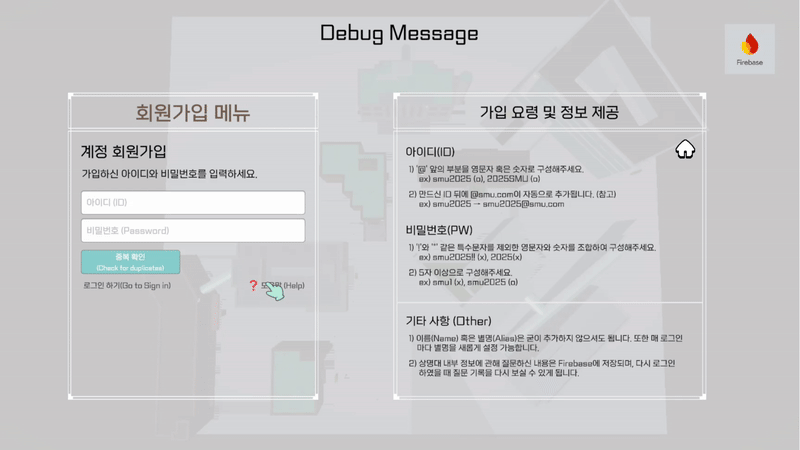 Debug Message
Firebase
회원가입 메뉴
계정 회원가입
가입하신 아이디와 비밀번호를 입력하세요.
아이디 (ID)
비밀번호 (Password)
중복 확인
(Check for duplicates)
로그인 하기(Go to Sign in)
❓ (Help)
가입 요령 및 정보 제공
아이디(ID)
1) '@' 앞의 부분을 영문자 혹은 숫자로 구성해주세요.
ex) smu2025 (o), 2025SMU (o)
2) 만드신 ID 뒤에 @smu.com이 자동으로 추가됩니다. (참고)
ex) smu2025 → smu2025@smu.com
비밀번호(PW)
같은 특수문자를 제외한 영문자와 숫자를 조합하여 구성해주세요.
ex) smu2025!! (x), 2025(x)
2) 5자 이상으로 구성해주세요.
ex) smu1 (x), smu2025 (o)
기타 사항 (Other)
1) 이름(Name) 혹은 별명(Alias)은 굳이 추가하지 않으셔도 됩니다. 또한 매 로그인
마다 별명을 새롭게 설정 가능합니다.
2) 상명대 내부 정보에 관해 질문하신 내용은 Firebase에 저장되며, 다시 로그인
하였을 때 질문 기록을 다시 보실 수 있게 됩니다.